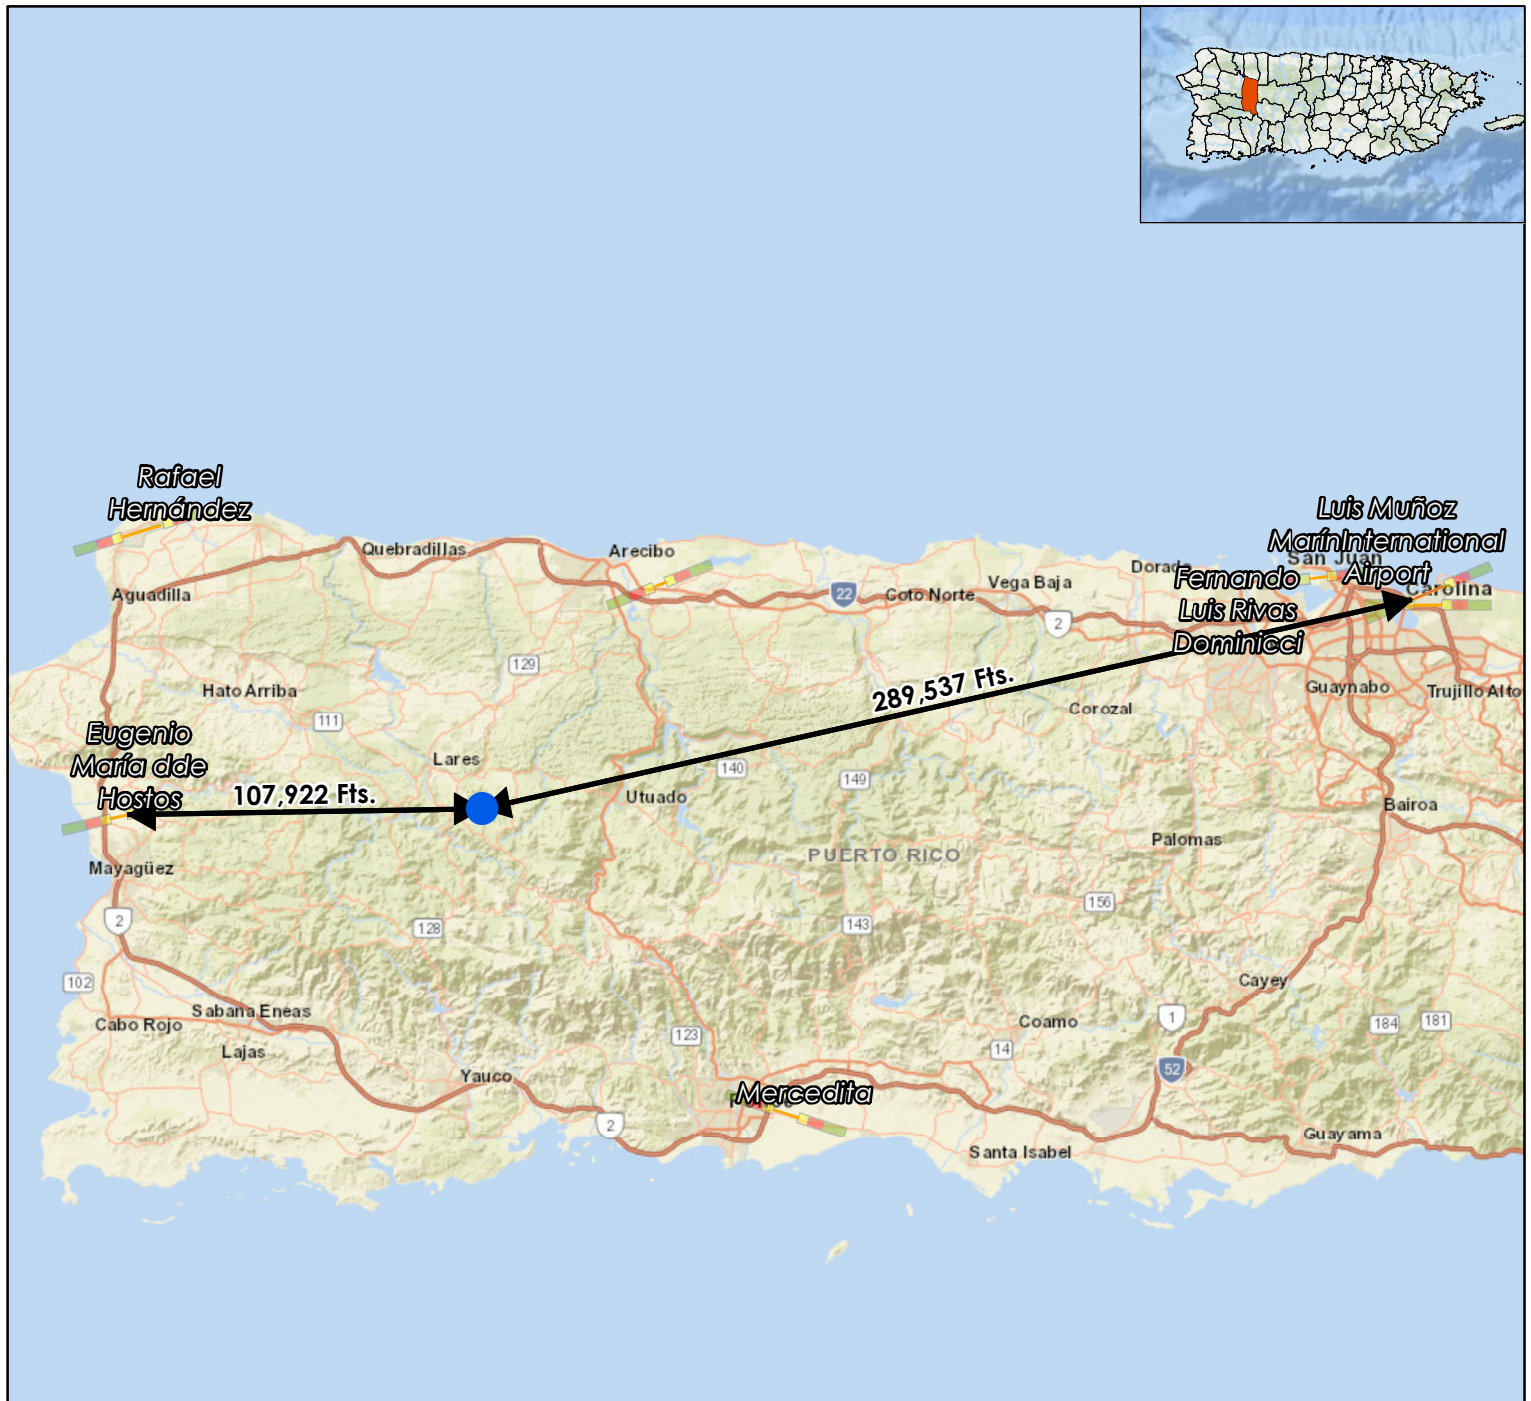 Rafael
Hernández
Luis Muñoz
MarínInternational
Airport
San Juan
Quebradillas
Arecibo
Dorado
Fernando
Luis Rivas
Dominicci
Carolina
Aguadilla
22
Coto Norte
Vega Baja
2
129
Hato Arriba
111
289,537 Fts.
Corozal
Guaynabo
Trujillo Alto
Eugenio
María dde
Hostos
Lares
107,922 Fts.
140
149
Utuado
Bairoa
Palomas
PUERTO RICO
Mayagüez
2
128
143
156
102
Cayey
Sabana Eneas
Cabo Rojo
Lajas
123
Coamo
14
1
184
181
52
Yauco
Mercedita
2
Santa Isabel
Guayama